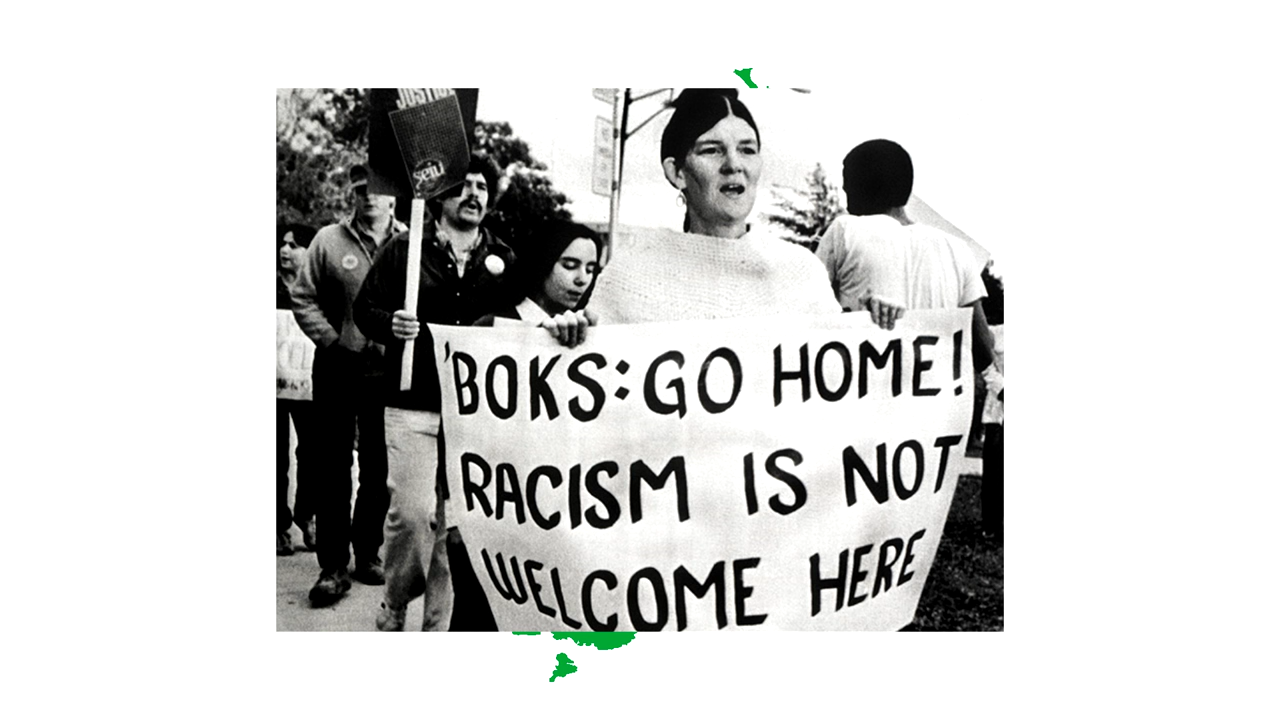 JUSTICE
seiu
'BOKS: GO HOME!
RACISM IS NOT
WELCOME HERE